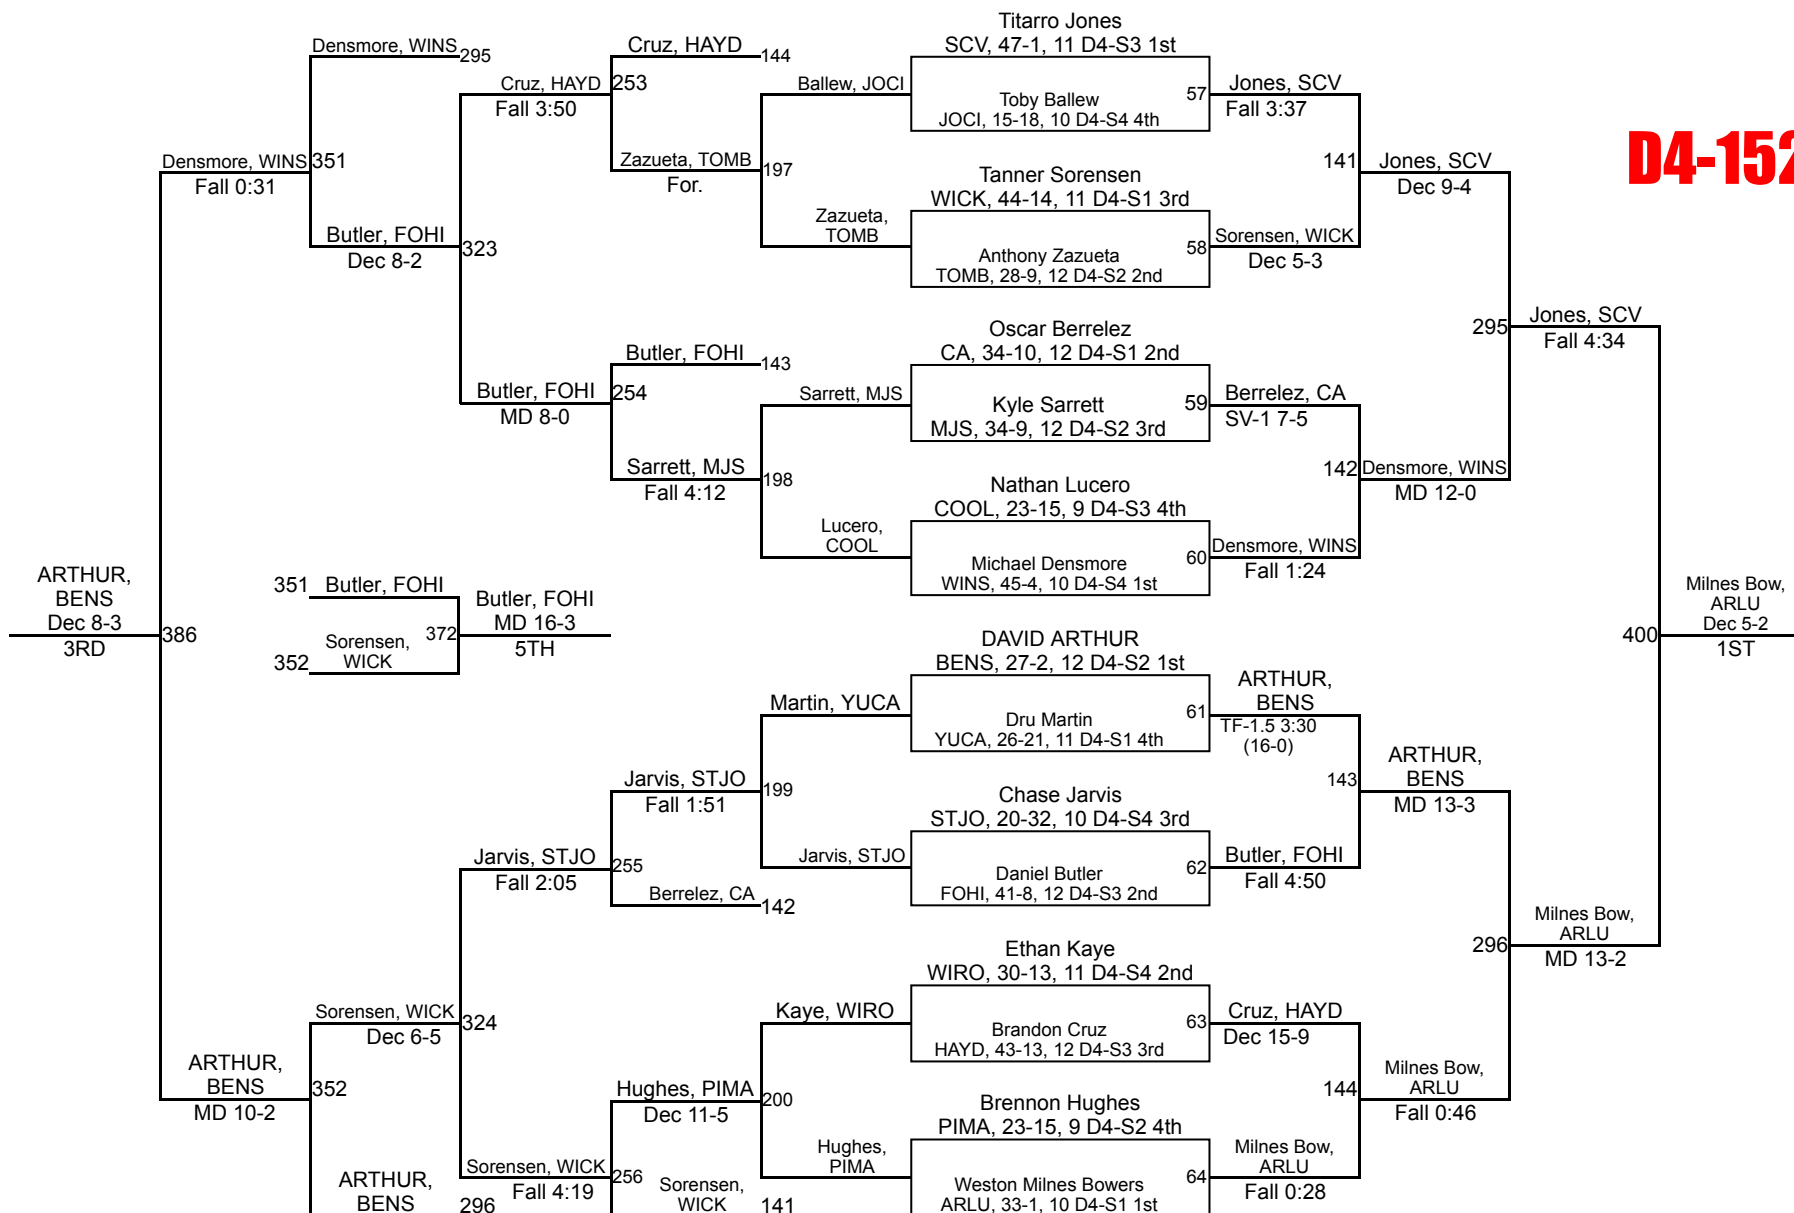 Titarro Jones
SCV, 47-1, 11 D4-S3 1st
Densmore, WINS
295
Cruz, HAYD
144
Cruz, HAYD
253
Fall 3:50
Ballew, JOCI
Toby Ballew
JOCI, 15-18, 10 D4-S4 4th
57
Jones, SCV
Fall 3:37
D4-152
Densmore, WINS
351
Fall 0:31
Zazueta, TOMB
197
For.
Tanner Sorensen
WICK, 44-14, 11 D4-S1 3rd
141
Jones, SCV
Dec 9-4
Butler, FOHI
323
Dec 8-2
Zazueta,
TOMB
Anthony Zazueta
TOMB, 28-9, 12 D4-S2 2nd
58
Sorensen, WICK
Dec 5-3
Oscar Berrelez
CA, 34-10, 12 D4-S1 2nd
295
Jones, SCV
Fall 4:34
Butler, FOHI
143
Butler, FOHI
254
MD 8-0
Sarrett, MJS
Kyle Sarrett
MJS, 34-9, 12 D4-S2 3rd
59
Berrelez, CA
SV-1 7-5
Sarrett, MJS
198
Fall 4:12
Nathan Lucero
COOL, 23-15, 9 D4-S3 4th
142
Densmore, WINS
MD 12-0
Lucero,
COOL
Michael Densmore
WINS, 45-4, 10 D4-S4 1st
60
Densmore, WINS
Fall 1:24
ARTHUR,
BENS
Dec 8-3
3RD
386
351
Butler, FOHI
352
Sorensen,
WICK
372
Butler, FOHI
MD 16-3
5TH
400
Milnes Bow,
ARLU
Dec 5-2
1ST
DAVID ARTHUR
BENS, 27-2, 12 D4-S2 1st
Martin, YUCA
Dru Martin
YUCA, 26-21, 11 D4-S1 4th
61
ARTHUR,
BENS
TF-1.5 3:30
(16-0)
Jarvis, STJO
199
Fall 1:51
Chase Jarvis
STJO, 20-32, 10 D4-S4 3rd
143
ARTHUR,
BENS
MD 13-3
Jarvis, STJO
255
Fall 2:05
Jarvis, STJO
Daniel Butler
FOHI, 41-8, 12 D4-S3 2nd
62
Butler, FOHI
Fall 4:50
Berrelez, CA
142
Ethan Kaye
WIRO, 30-13, 11 D4-S4 2nd
296
Milnes Bow,
ARLU
MD 13-2
Sorensen, WICK
324
Dec 6-5
Kaye, WIRO
Brandon Cruz
HAYD, 43-13, 12 D4-S3 3rd
63
Cruz, HAYD
Dec 15-9
ARTHUR,
BENS
352
MD 10-2
Hughes, PIMA
200
Dec 11-5
Brennon Hughes
PIMA, 23-15, 9 D4-S2 4th
144
Milnes Bow,
ARLU
Fall 0:46
ARTHUR,
BENS
296
Sorensen, WICK
256
Fall 4:19
Sorensen,
WICK
141
Hughes,
PIMA
Weston Milnes Bowers
ARLU, 33-1, 10 D4-S1 1st
64
Milnes Bow,
ARLU
Fall 0:28